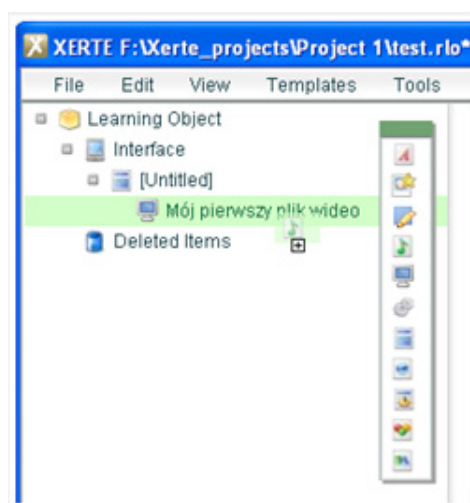 XERTE F:\Xerte_projects\Project 1\test.rlo*
File Edit View Templates Tools
Learning Object
Interface
[Untitled]
Mój pierwszy plik wideo
Deleted Items